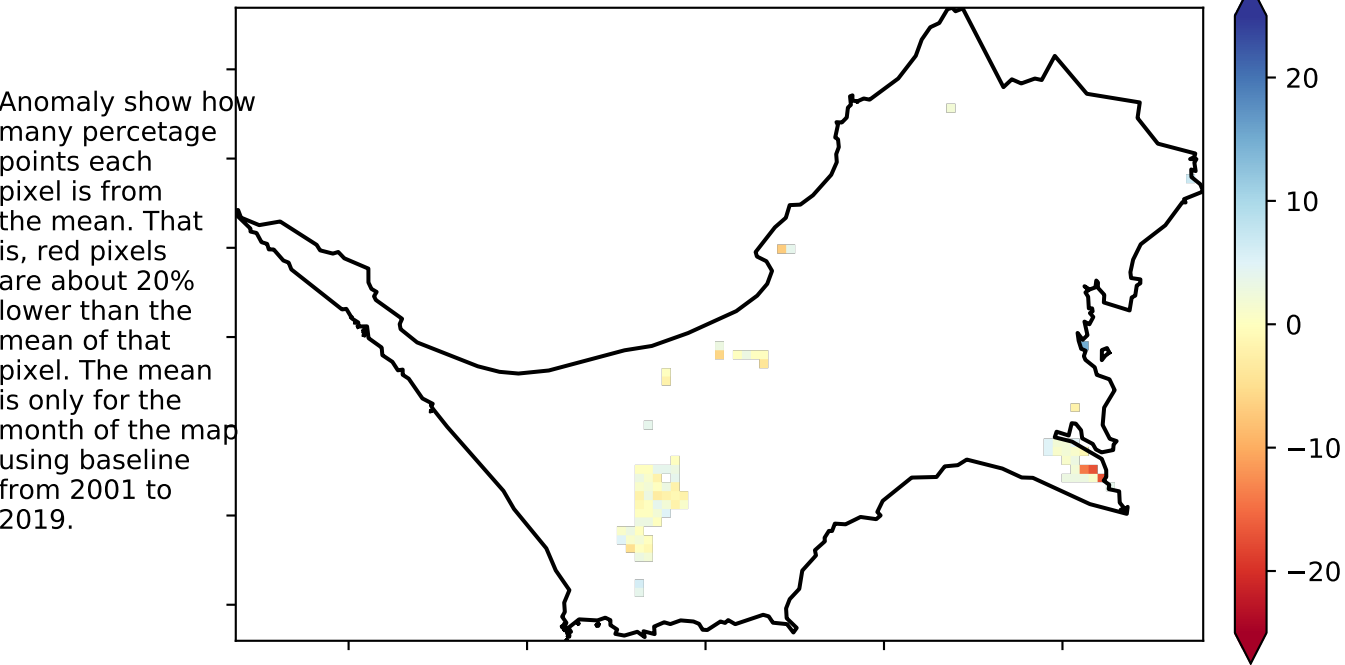 Anomaly show how
many percetage
points each
pixel is from
the mean. That
is, red pixels
are about 20%
lower than the
mean of that
pixel. The mean
is only for the
month of the map
using baseline
from 2001 to
2019.
20
10
0
−10
−20